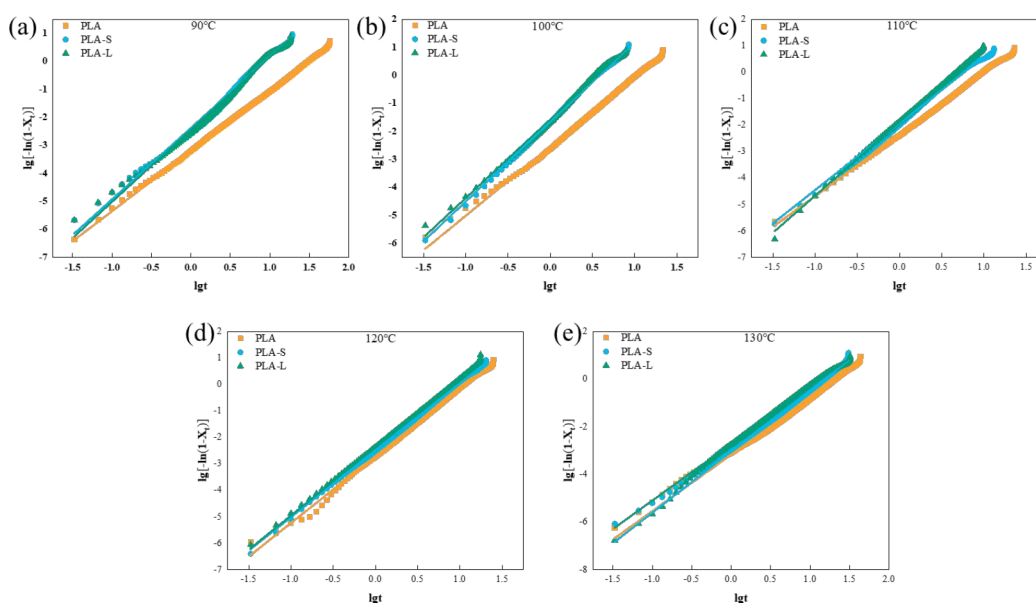 (a)
90°C
PLA
PLA-S
PLA-L
lg[-ln(1-Xt)]
1
0
-1
-2
-3
-4
-5
-6
-7
-1.5 -1.0 -0.5 0.0 0.5 1.0 1.5 2.0
lgt
(b)
100°C
PLA
PLA-S
PLA-L
lg[-ln(1-Xt)]
2
1
0
-1
-2
-3
-4
-5
-6
-1.5 -1.0 -0.5 0.0 0.5 1.0 1.5
lgt
(c)
110°C
PLA
PLA-S
PLA-L
lg[-ln(1-Xt)]
2
1
0
-1
-2
-3
-4
-5
-6
-7
-1.5 -1.0 -0.5 0.0 0.5 1.0 1.5
lgt
(d)
120°C
PLA
PLA-S
PLA-L
lg[-ln(1-Xt)]
2
1
0
-1
-2
-3
-4
-5
-6
-7
-1.5 -1.0 -0.5 0.0 0.5 1.0 1.5
lgt
(e)
130°C
PLA
PLA-S
PLA-L
lg[-ln(1-Xt)]
2
0
-2
-4
-6
-8
-1.5 -1.0 -0.5 0.0 0.5 1.0 1.5 2.0
lgt